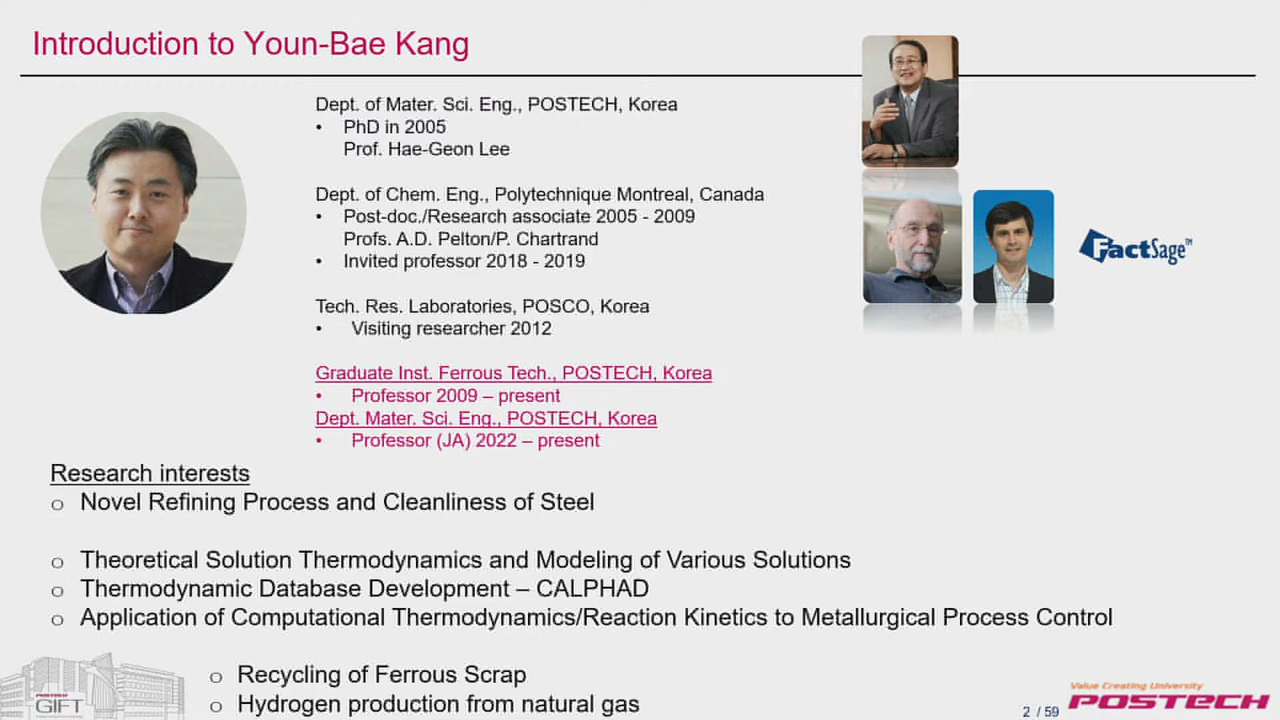 Introduction to Youn-Bae Kang
Dept. of Mater. Sci. Eng., POSTECH, Korea
• PhD in 2005
Prof. Hae-Geon Lee
Dept. of Chem. Eng., Polytechnique Montreal, Canada
• Post-doc./Research associate 2005 - 2009
Profs. A.D. Pelton/P. Chartrand
• Invited professor 2018 - 2019
FactSage™
Tech. Res. Laboratories, POSCO, Korea
• Visiting researcher 2012
Graduate Inst. Ferrous Tech., POSTECH, Korea
• Professor 2009 – present
Dept. Mater. Sci. Eng., POSTECH, Korea
• Professor (JA) 2022 – present
Research interests
o Novel Refining Process and Cleanliness of Steel
o Theoretical Solution Thermodynamics and Modeling of Various Solutions
o Thermodynamic Database Development – CALPHAD
o Application of Computational Thermodynamics/Reaction Kinetics to Metallurgical Process Control
o Recycling of Ferrous Scrap
o Hydrogen production from natural gas
POSTECH
GIFT
2 / 59
Value Creating University
POSTECH